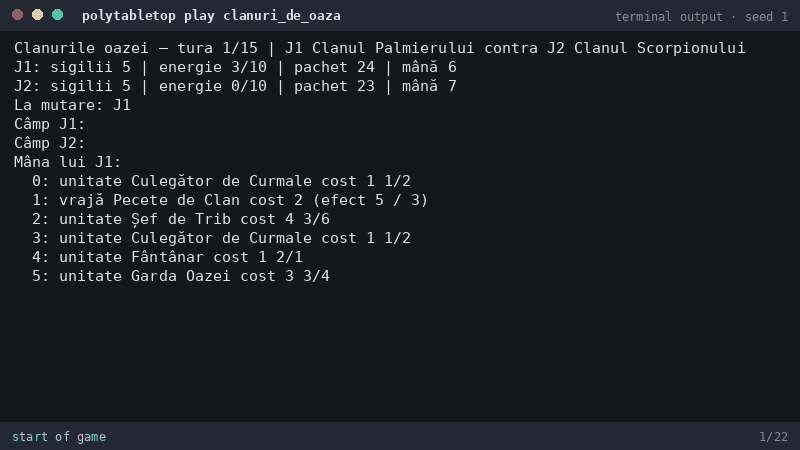 polytabletop play clanuri_de_oaza
terminal output · seed 1
Clanurile oazei — tura 1/15 | J1 Clanul Palmierului contra J2 Clanul Scorpionului
J1: sigilii 5 | energie 3/10 | pachet 24 | mână 6
J2: sigilii 5 | energie 0/10 | pachet 23 | mână 7
La mutare: J1
Câmp J1:
Câmp J2:
Mâna lui J1:
0: unitate Culegător de Curmale cost 1 1/2
1: vrajă Pecete de Clan cost 2 (efect 5 / 3)
2: unitate Șef de Trib cost 4 3/6
3: unitate Culegător de Curmale cost 1 1/2
4: unitate Fântânar cost 1 2/1
5: unitate Garda Oazei cost 3 3/4
start of game
1/22